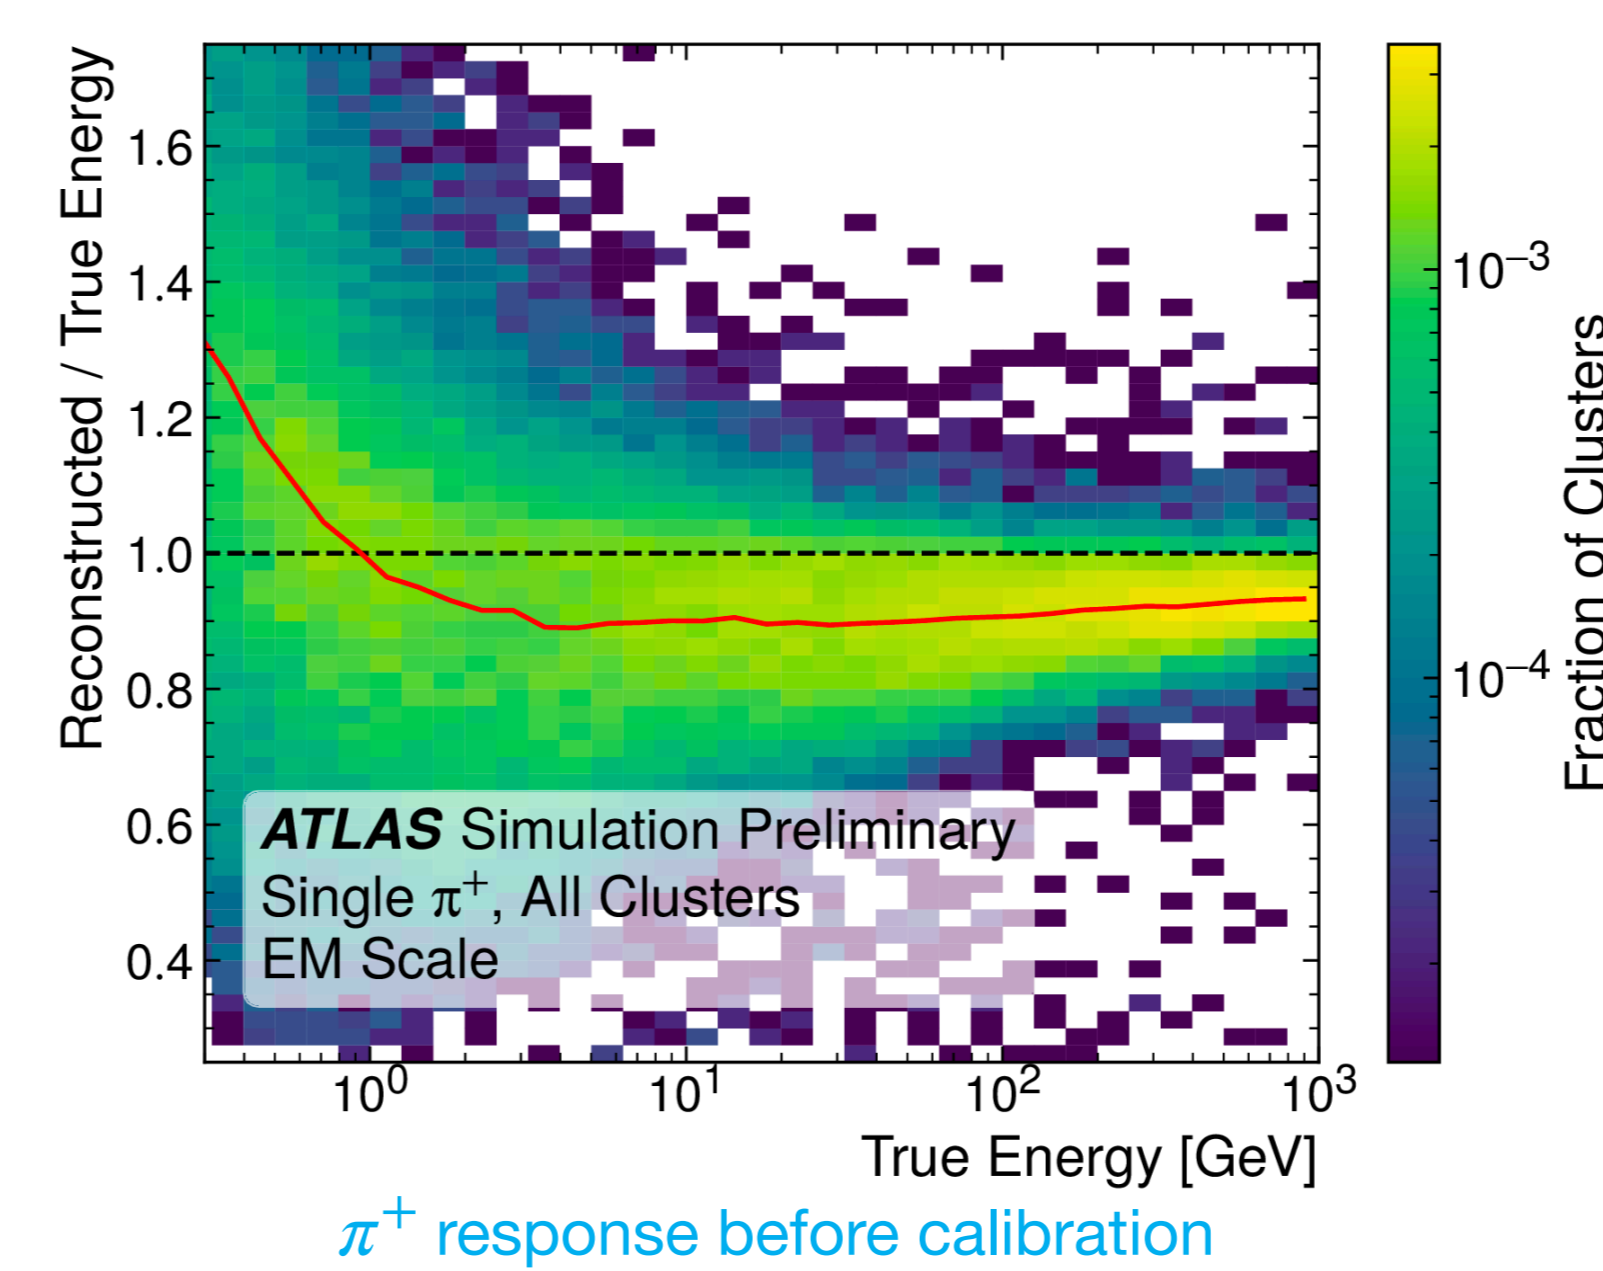 Reconstructed / True Energy
1.6
1.4
1.2
1.0
0.8
0.6
0.4
ATLAS Simulation Preliminary
Single π⁺, All Clusters
EM Scale
10⁰
10¹
10²
10³
True Energy [GeV]
10⁻³
10⁻⁴
Fraction of Clusters
π⁺ response before calibration